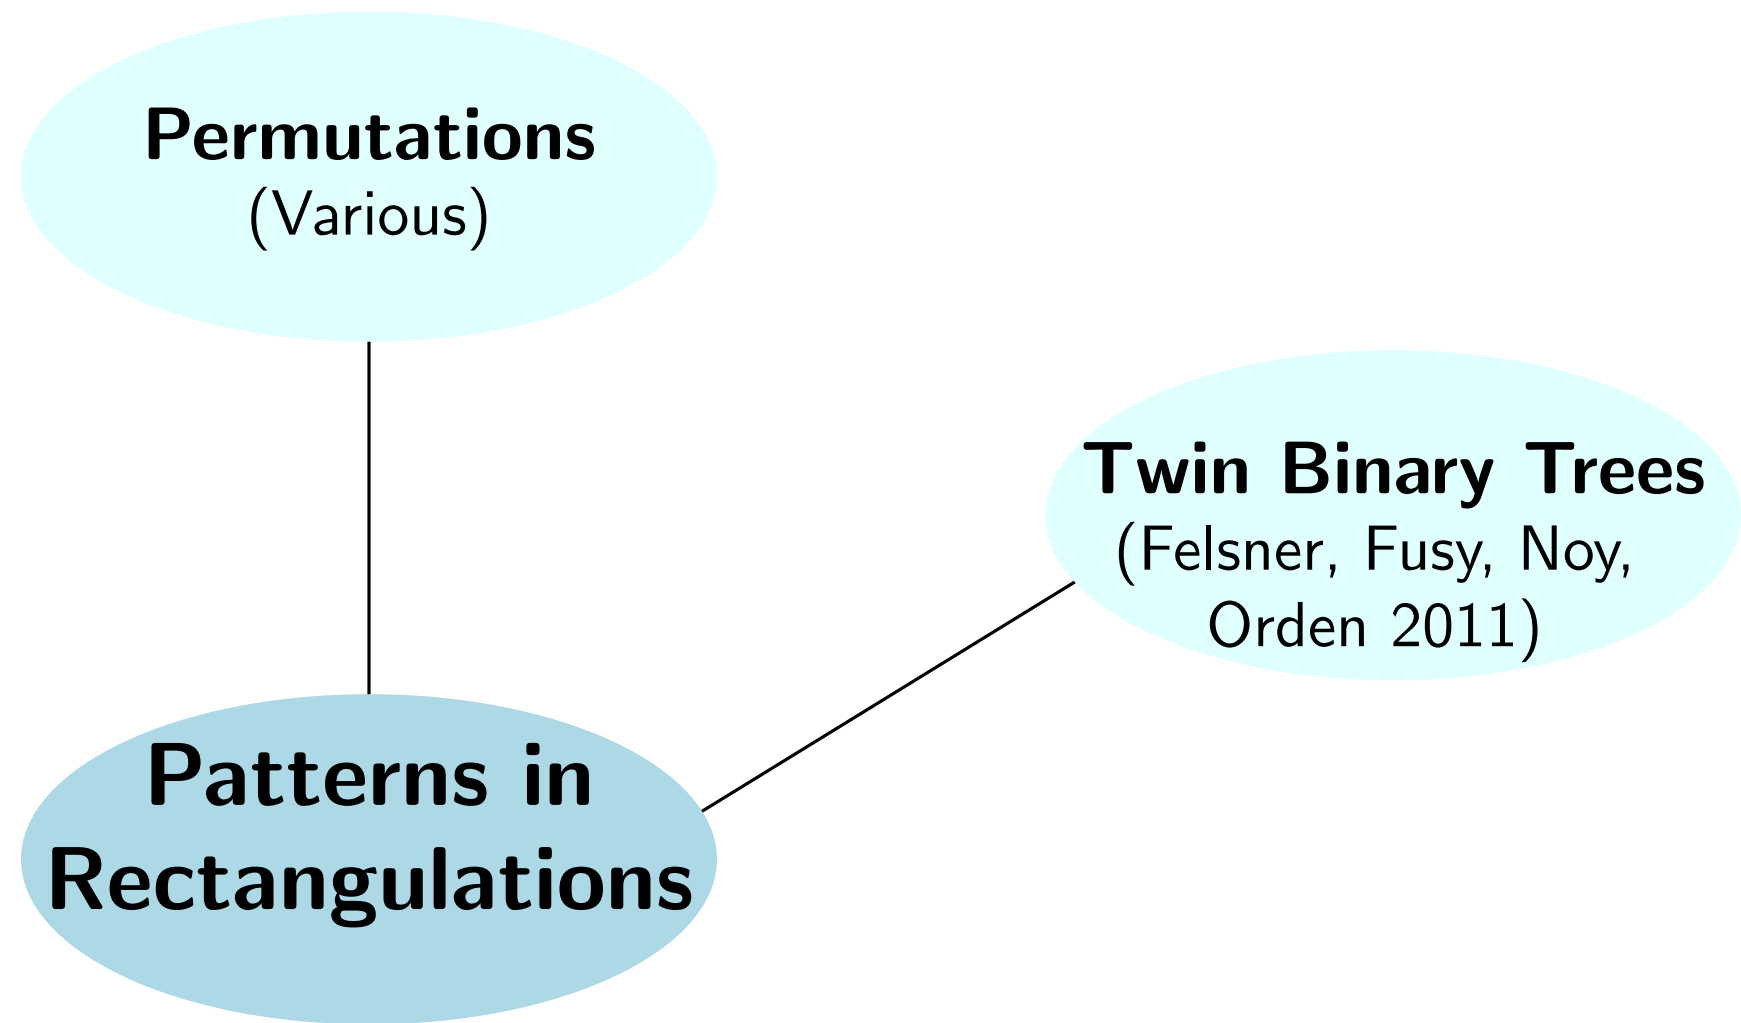 Permutations
(Various)
Twin Binary Trees
(Felsner, Fusy, Noy,
Orden 2011)
Patterns in
Rectangulations